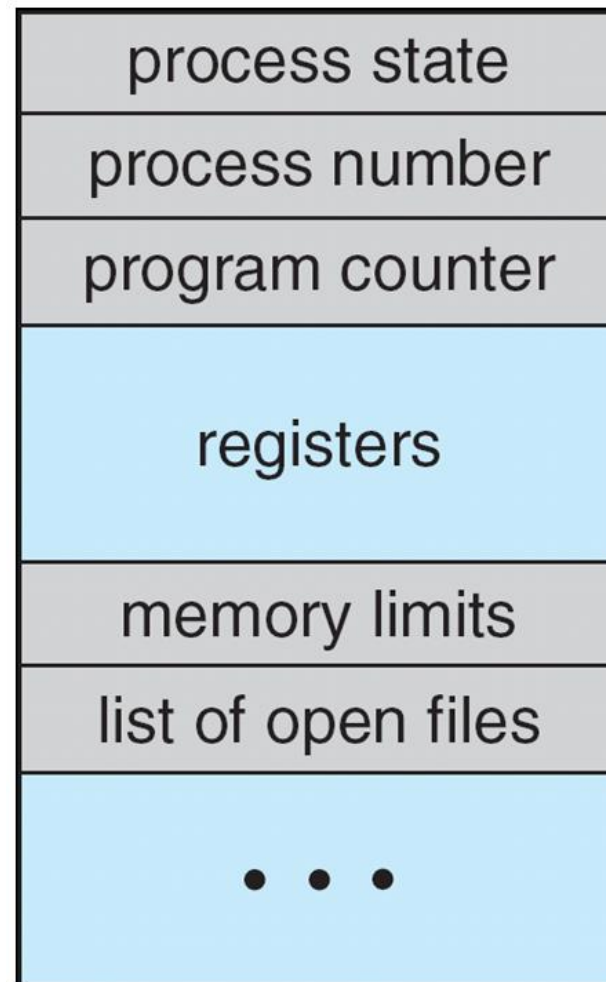 process state
process number
program counter
registers
memory limits
list of open files
• • •